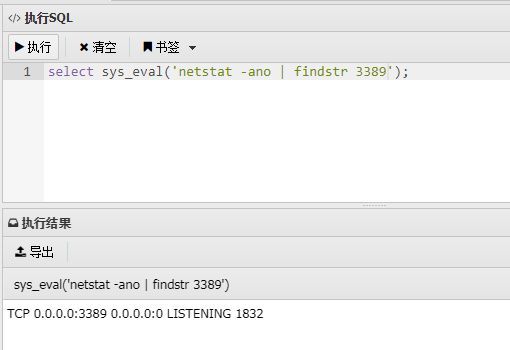 执行SQL
执行 清空 书签
1 select sys_eval('netstat -ano | findstr 3389');
执行结果
导出
sys_eval('netstat -ano | findstr 3389')
TCP 0.0.0.0:3389 0.0.0.0:0 LISTENING 1832